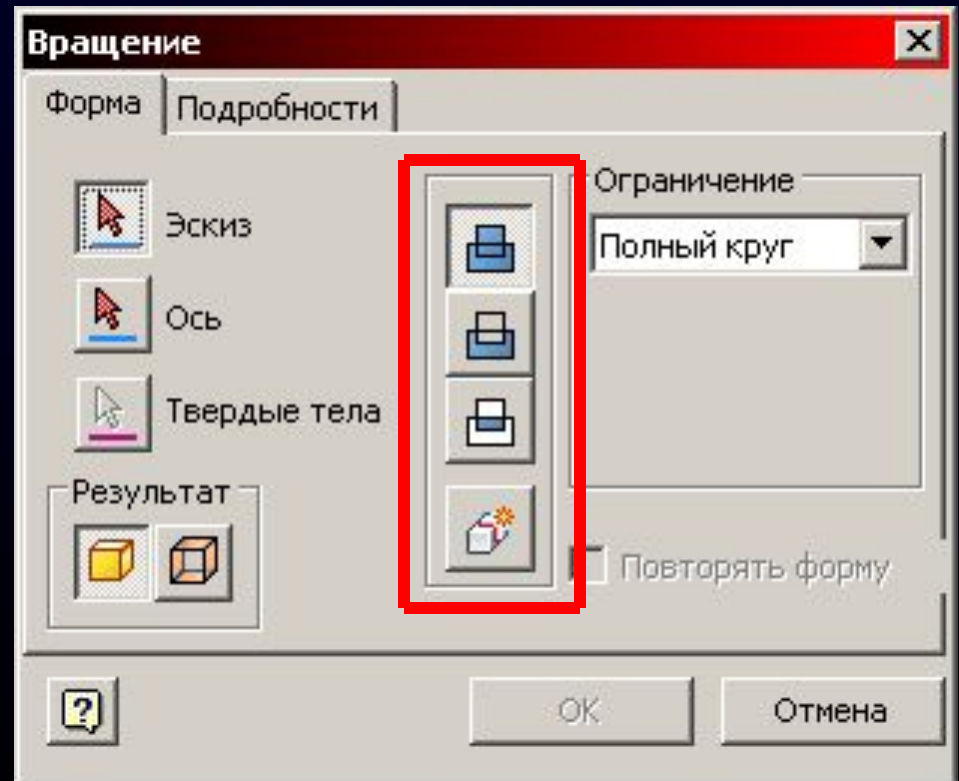 Вращение
Форма
Подробности
Эскиз
Ось
Твердые тела
Результат
Ограничение
Полный круг
Повторять форму
?
OK
Отмена